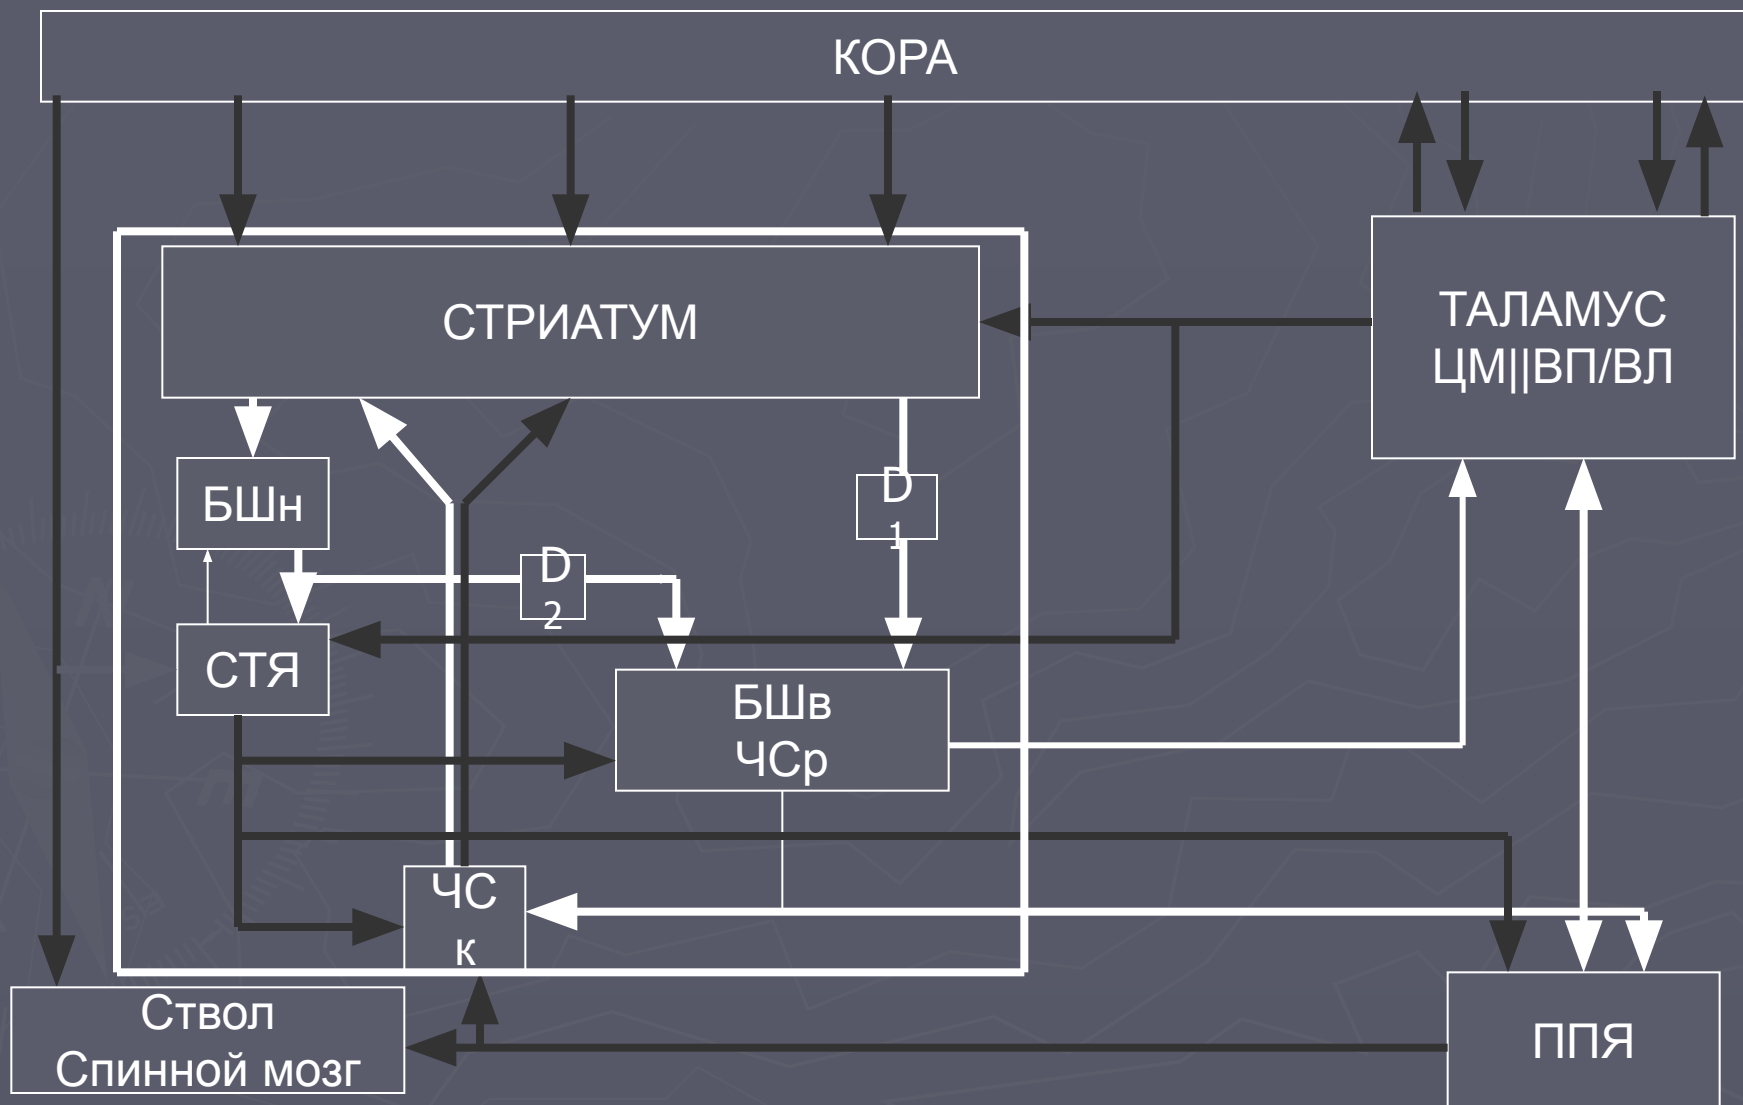 КОРА
СТРИАТУМ
ТАЛАМУС
ЦМ||ВП/ВЛ
БШн
D
1
D
2
СТЯ
БШв
ЧСр
ЧС
к
Ствол
Спинной мозг
ППЯ